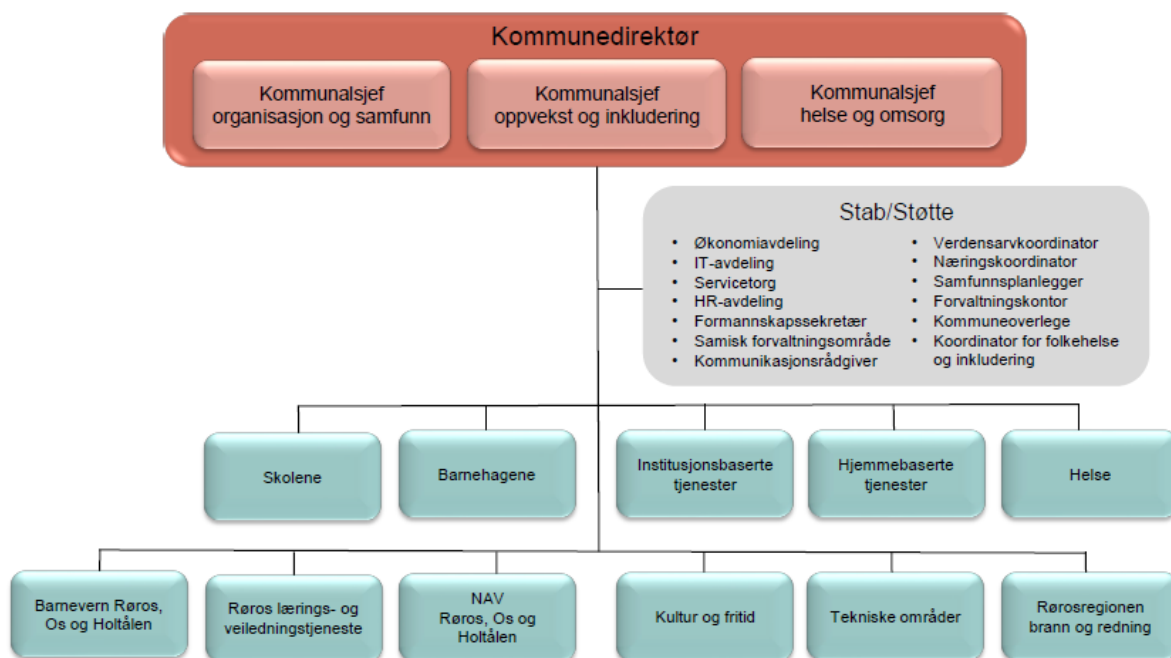 Kommunedirektør
Kommunalsjef
organisasjon og samfunn
Kommunalsjef
oppvekst og inkludering
Kommunalsjef
helse og omsorg
Stab/Støtte
• Økonomiavdeling
• IT-avdeling
• Servicetorg
• HR-avdeling
• Formannskapssekretær
• Samisk forvaltningsområde
• Kommunikasjonsrådgiver
• Verdensarvkoordinator
• Næringskoordinator
• Samfunnsplanlegger
• Forvaltningskontor
• Kommuneoverlege
• Koordinator for folkehelse
og inkludering
Skolene
Barnehagene
Institusjonsbaserte
tjenester
Hjemmebaserte
tjenester
Helse
Barnevern Røros,
Os og Holtålen
Røros lærings- og
veiledningstjeneste
NAV
Røros, Os og
Holtålen
Kultur og fritid
Tekniske områder
Rørosregionen
brann og redning